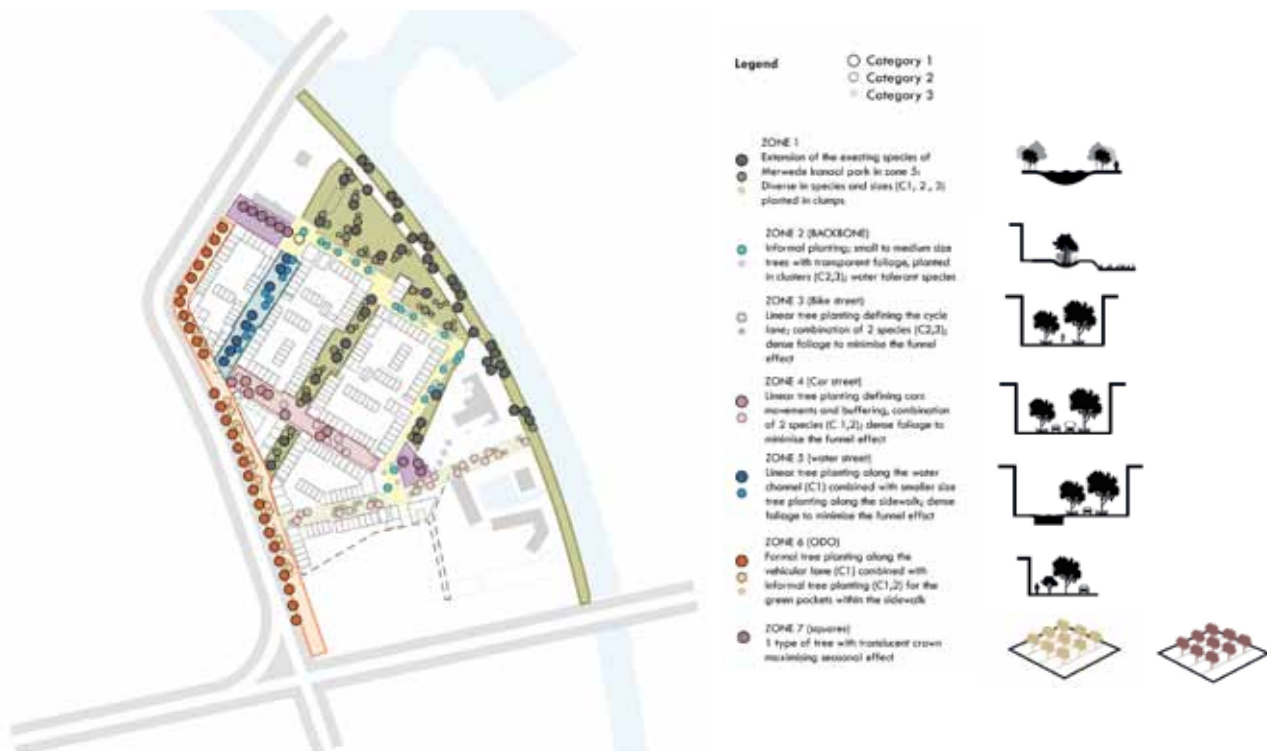 Legend
Category 1
Category 2
Category 3
ZONE 1
Extension of the exesting species of
Merwede kanaal park in zone 5:
Diverse in species and sizes (C1, 2 , 3)
planted in clumps
ZONE 2 (BACKBONE)
Informal planting; small to medium size
trees with transparent foliage, planted
in clusters (C2,3); water tolerant species
ZONE 3 (Bike street)
Linear tree planting defining the cycle
lane; combination of 2 species (C2,3);
dense foliage to minimise the funnel
effect
ZONE 4 (Car street)
Linear tree planting defining cars
movements and buffering, combination
of 2 species (C 1,2); dense foliage to
minimise the funnel effect
ZONE 5 (water street)
Linear tree planting along the water
channel (C1) combined with smaller size
tree planting along the sidewalk; dense
foliage to minimise the funnel effect
ZONE 6 (ODO)
Formal tree planting along the
vehicular lane (C1) combined with
informal tree planting (C1,2) for the
green pockets within the sidewalk
ZONE 7 (squares)
1 type of tree with translucent crown
maximising seasonal effect